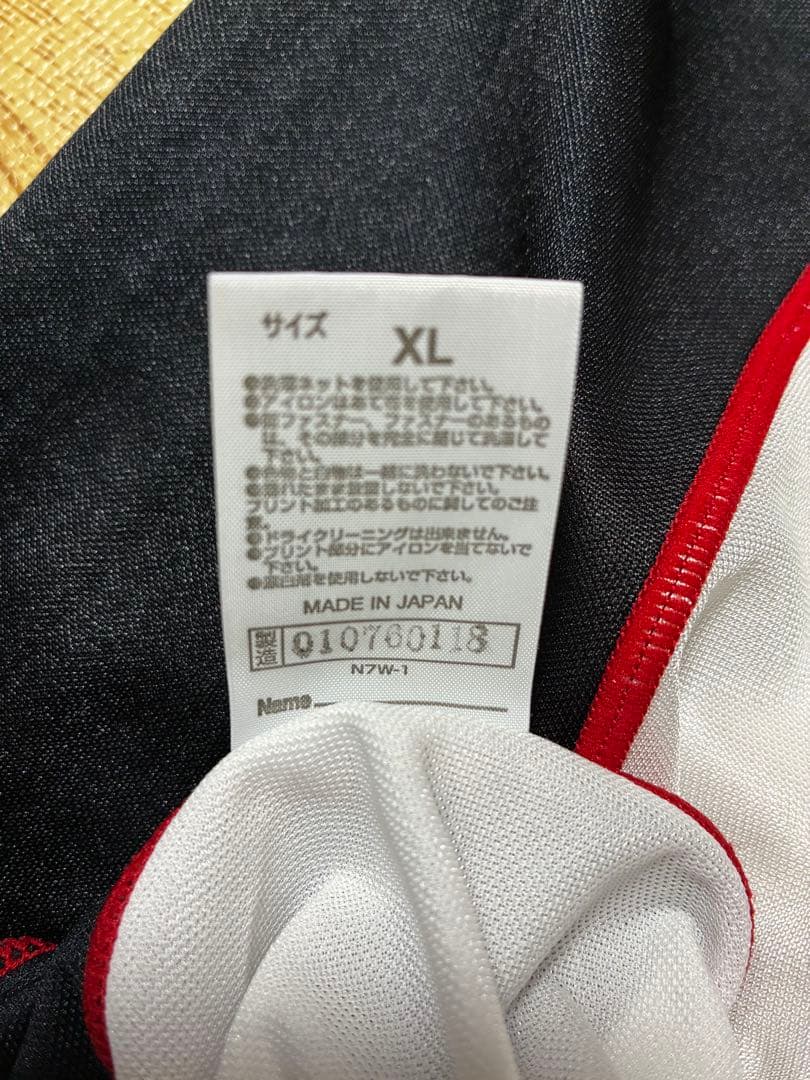 サイズ XL
●洗濯ネットを使用して下さい。
●アイロンはあて布を使用して下さい。
ファスナー、ファスナーのあるもの
は、その部分を完全に閉じて洗濯して
下さい。
●色物と白物は一緒に洗わないで下さい。
●濡れたまま放置しないで下さい。
プリント加工のあるものに関してのご注
意。
●ドライクリーニングは出来ません。
●プリント部分にアイロンを当てないで
下さい。
●漂白剤を使用しないで下さい。
MADE IN JAPAN
製造 010760118
N7W-1
Name